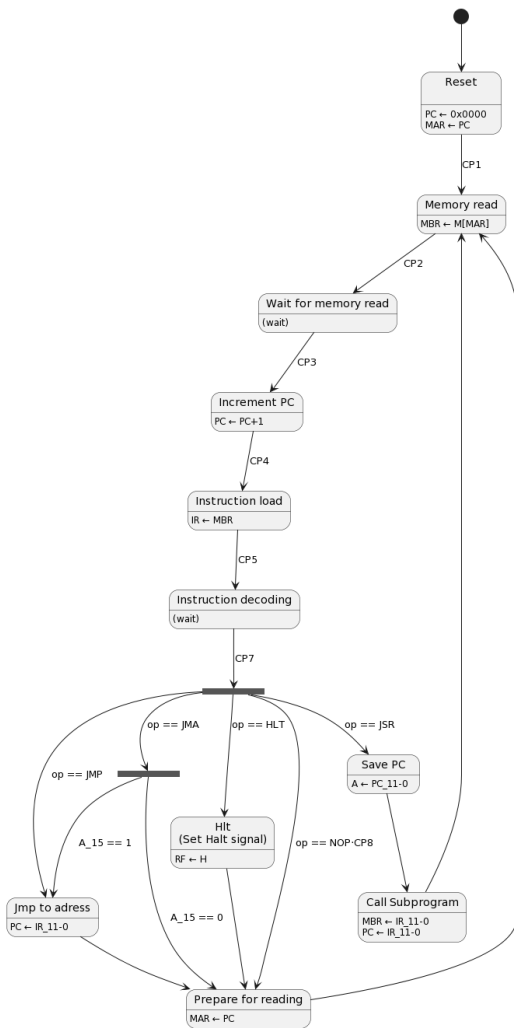 Reset
PC ← 0x0000
MAR ← PC
CP1
Memory read
MBR ← M[MAR]
CP2
Wait for memory read
(wait)
CP3
Increment PC
PC ← PC+1
CP4
Instruction load
IR ← MBR
CP5
Instruction decoding
(wait)
CP7
op == JMP
op == JMA
op == HLT
op == NOP·CP8
op == JSR
Save PC
A ← PC_11-0
A_15 == 1
A_15 == 0
Hlt
(Set Halt signal)
RF ← H
Jmp to adress
PC ← IR_11-0
Call Subprogram
MBR ← IR_11-0
PC ← IR_11-0
Prepare for reading
MAR ← PC